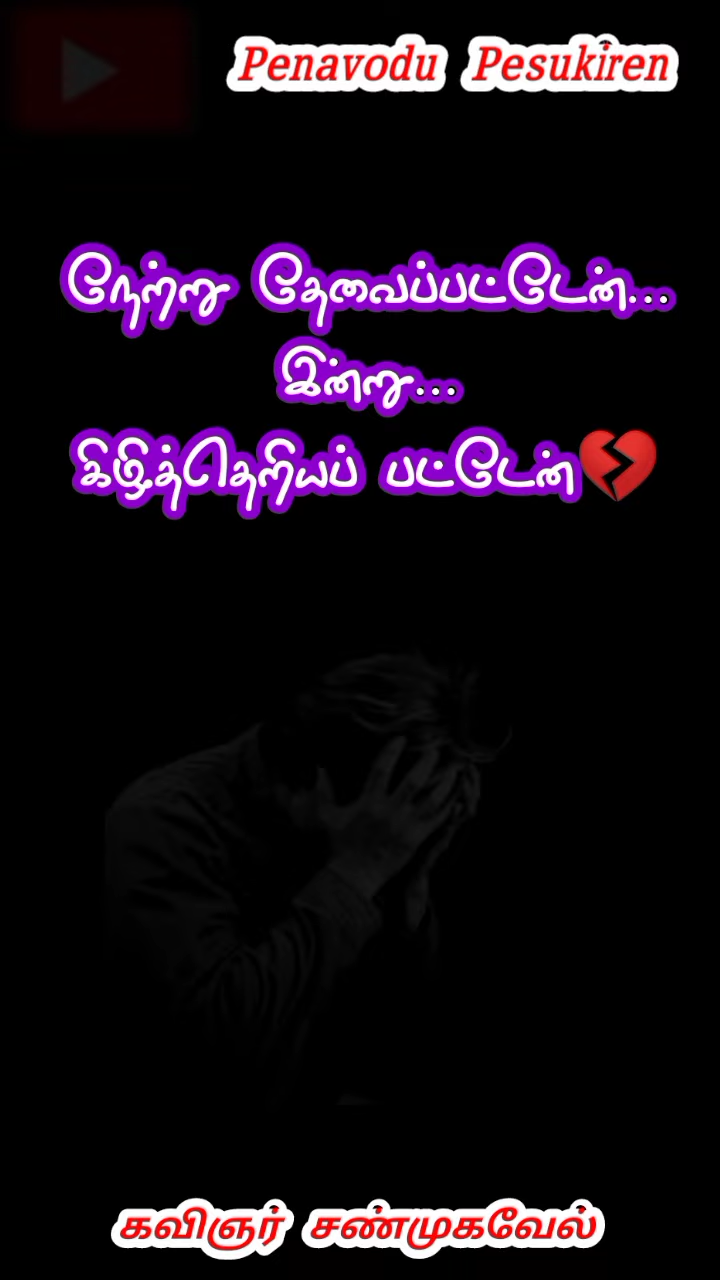 Penavodu Pesukiren
நேற்று தேவைப்பட்டேன்...
இன்று...
கிழித்தெறியப் பட்டேன்💔
கவிஞர் சண்முகவேல்